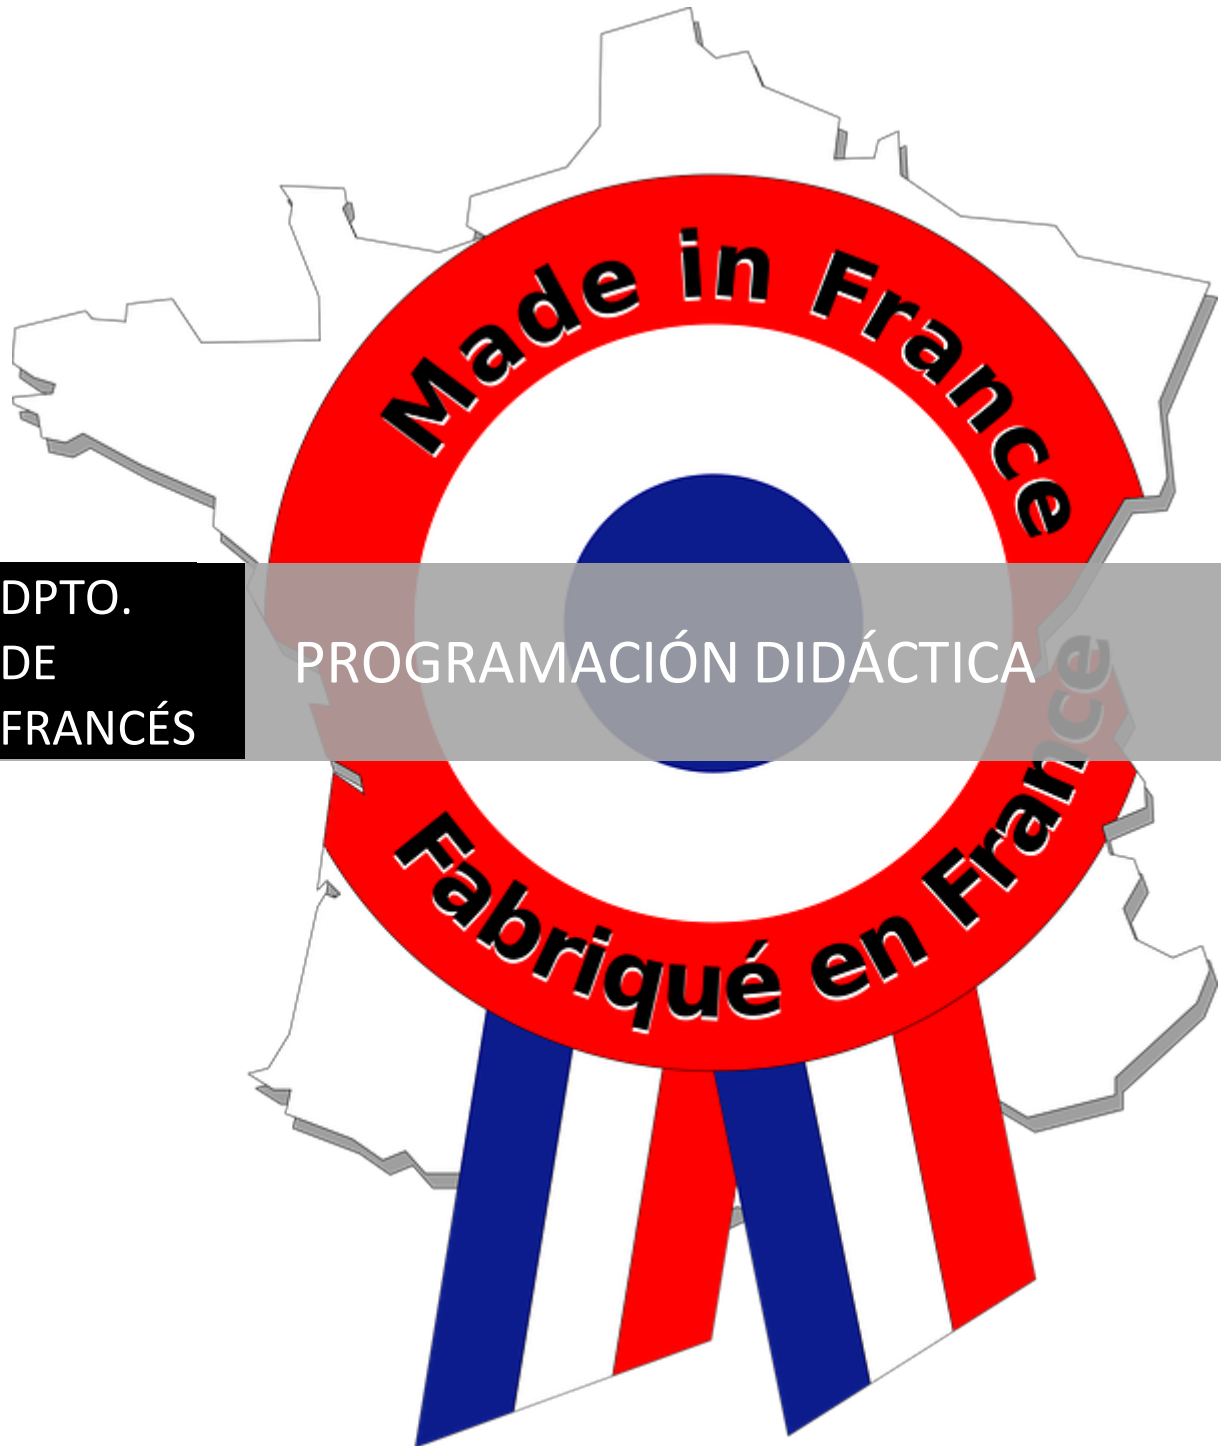 Made in France
DPTO.
DE
FRANCÉS
PROGRAMACIÓN DIDÁCTICA
Fabriqué en France